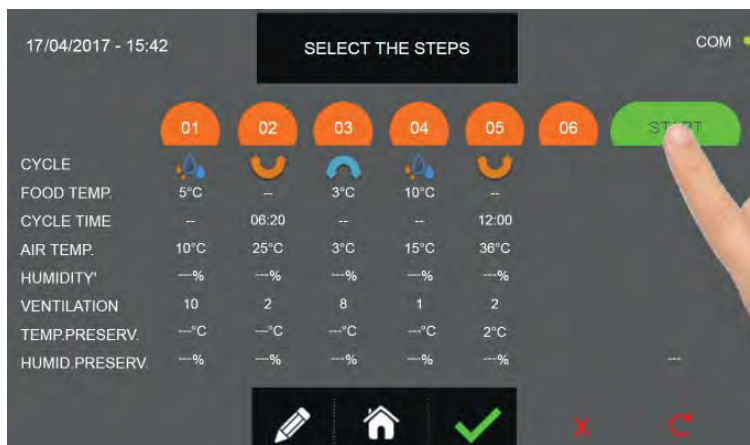 17/04/2017 - 15:42
SELECT THE STEPS
COM
01 02 03 04 05 06 START
CYCLE
FOOD TEMP. 5°C -- 3°C 10°C --
CYCLE TIME -- 06:20 -- -- 12:00
AIR TEMP. 10°C 25°C 3°C 15°C 36°C
HUMIDITY' ---% ---% ---% ---% ---%
VENTILATION 10 2 8 1 2
TEMP.PRESERV. ---°C ---°C ---°C ---°C 2°C
HUMID.PRESERV. ---% ---% ---% ---% ---% ---
X